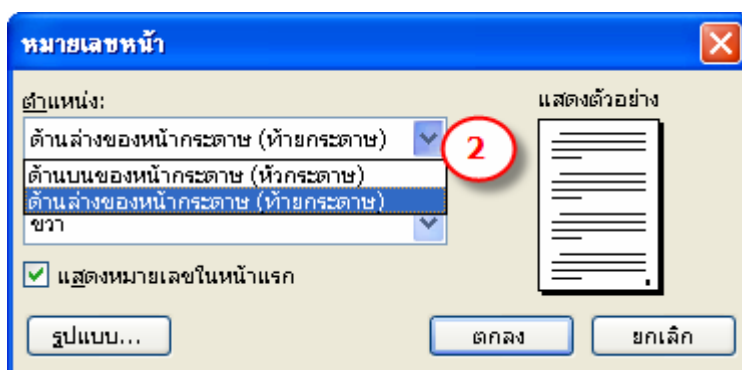 หมายเลขหน้า
ตำแหน่ง:
แสดงตัวอย่าง
ด้านล่างของหน้ากระดาษ (ท้ายกระดาษ)
2
ด้านบนของหน้ากระดาษ (หัวกระดาษ)
ด้านล่างของหน้ากระดาษ (ท้ายกระดาษ)
ขวา
แสดงหมายเลขในหน้าแรก
รูปแบบ...
ตกลง
ยกเลิก